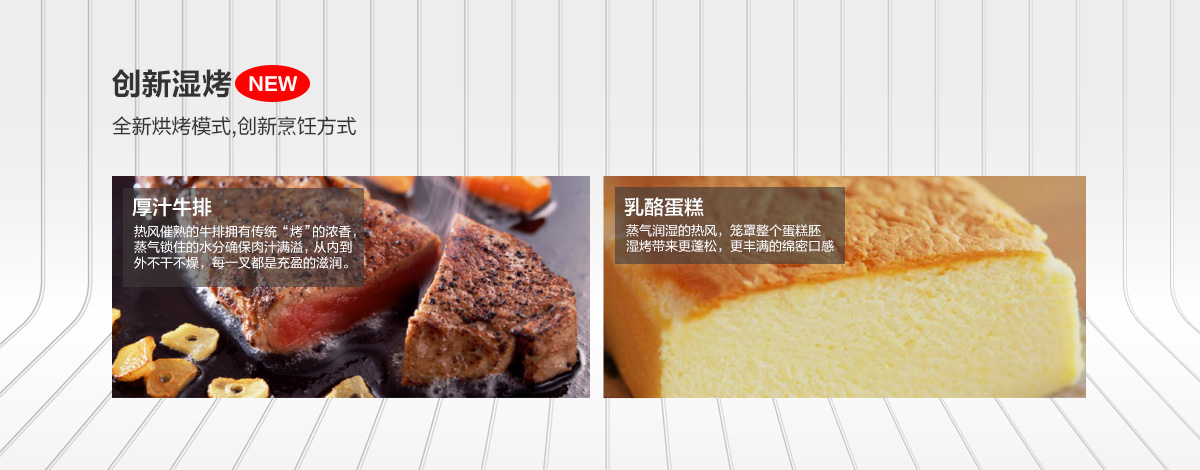 创新湿烤 NEW
全新烘烤模式,创新烹饪方式
厚汁牛排
热风催熟的牛排拥有传统“烤”的浓香，
蒸气锁住的水分确保肉汁满溢，从内到
外不干不燥，每一叉都是充盈的滋润。
乳酪蛋糕
蒸气润湿的热风，笼罩整个蛋糕胚
湿烤带来更蓬松，更丰满的绵密口感